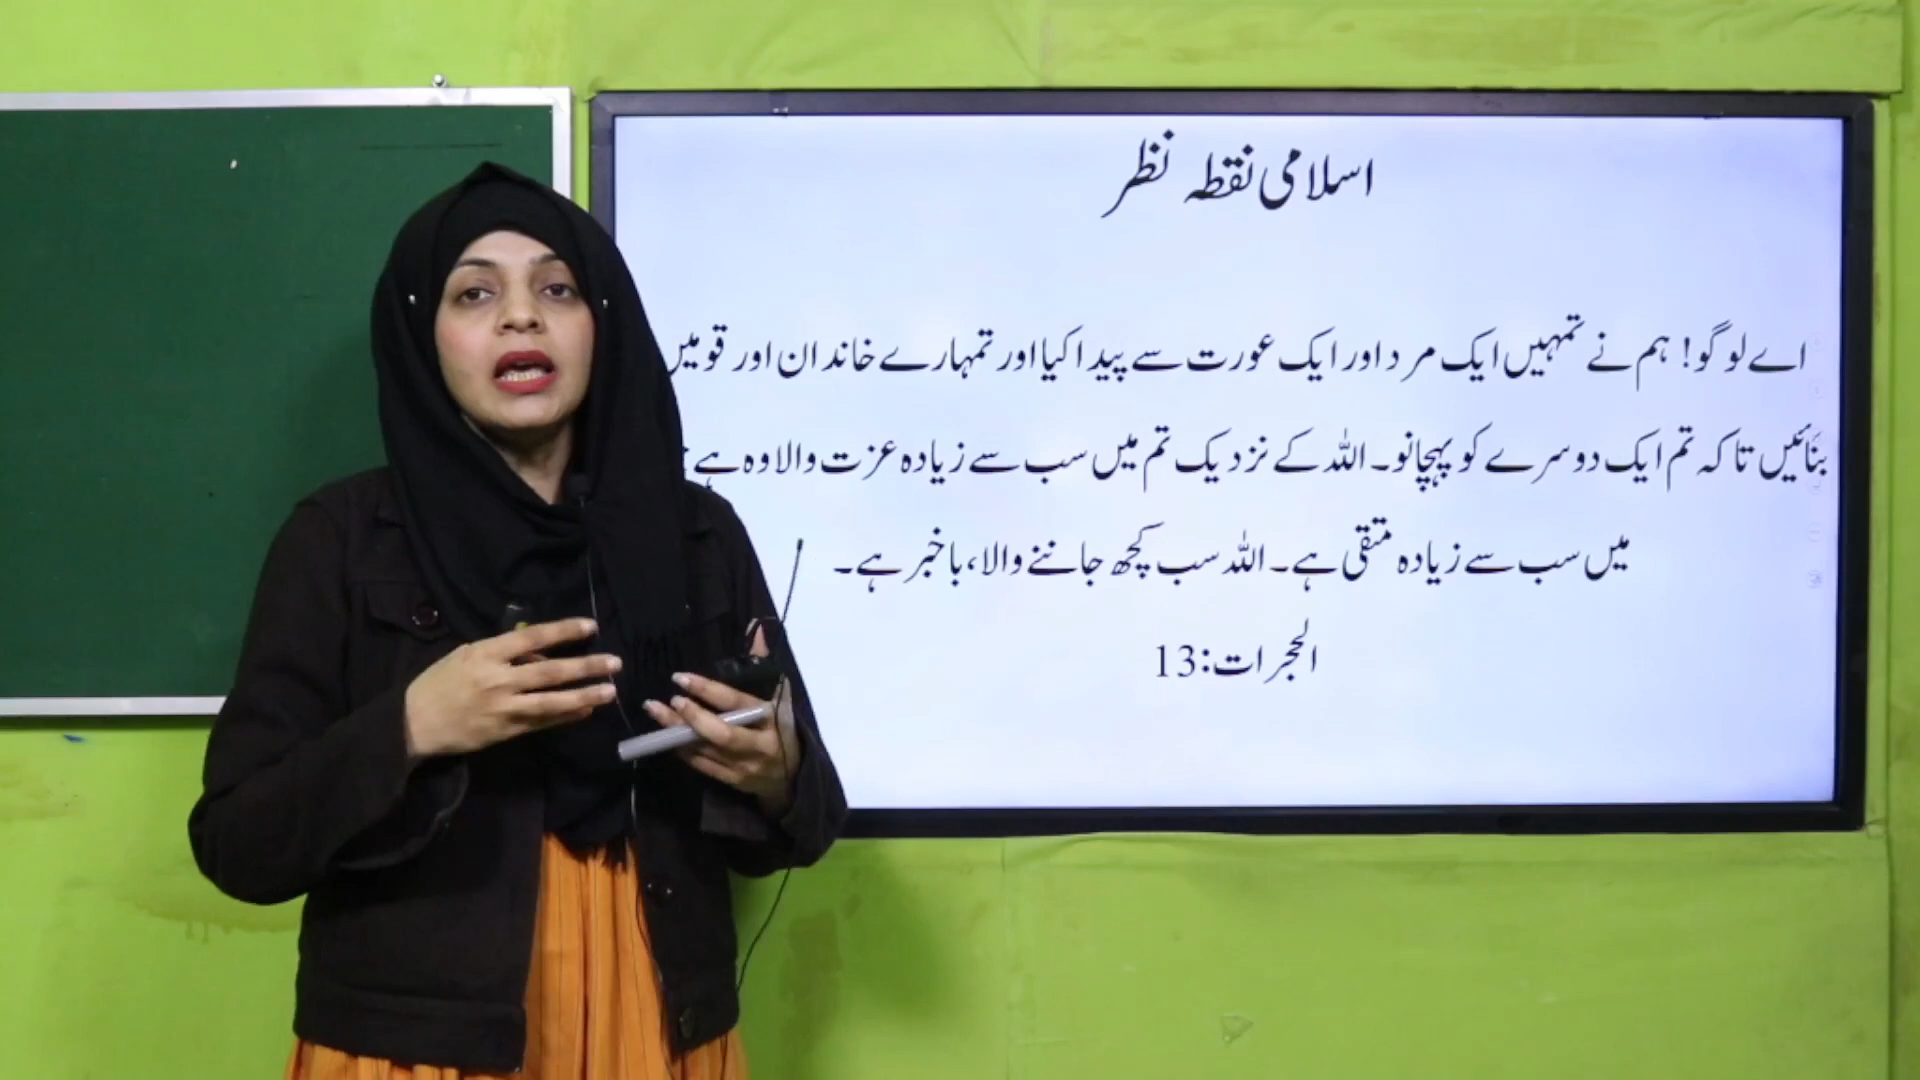 اسلامی نقطہ نظر
اے لوگو! ہم نے تمہیں ایک مرد اور ایک عورت سے پیدا کیا اور تمہارے خاندان اور قومیں
بنائیں تاکہ تم ایک دوسرے کو پہچانو۔ اللہ کے نزدیک تم میں سب سے زیادہ عزت والا وہ ہے
میں سب سے زیادہ متقی ہے۔ اللہ سب کچھ جاننے والا، باخبر ہے۔
الحجرات: 13